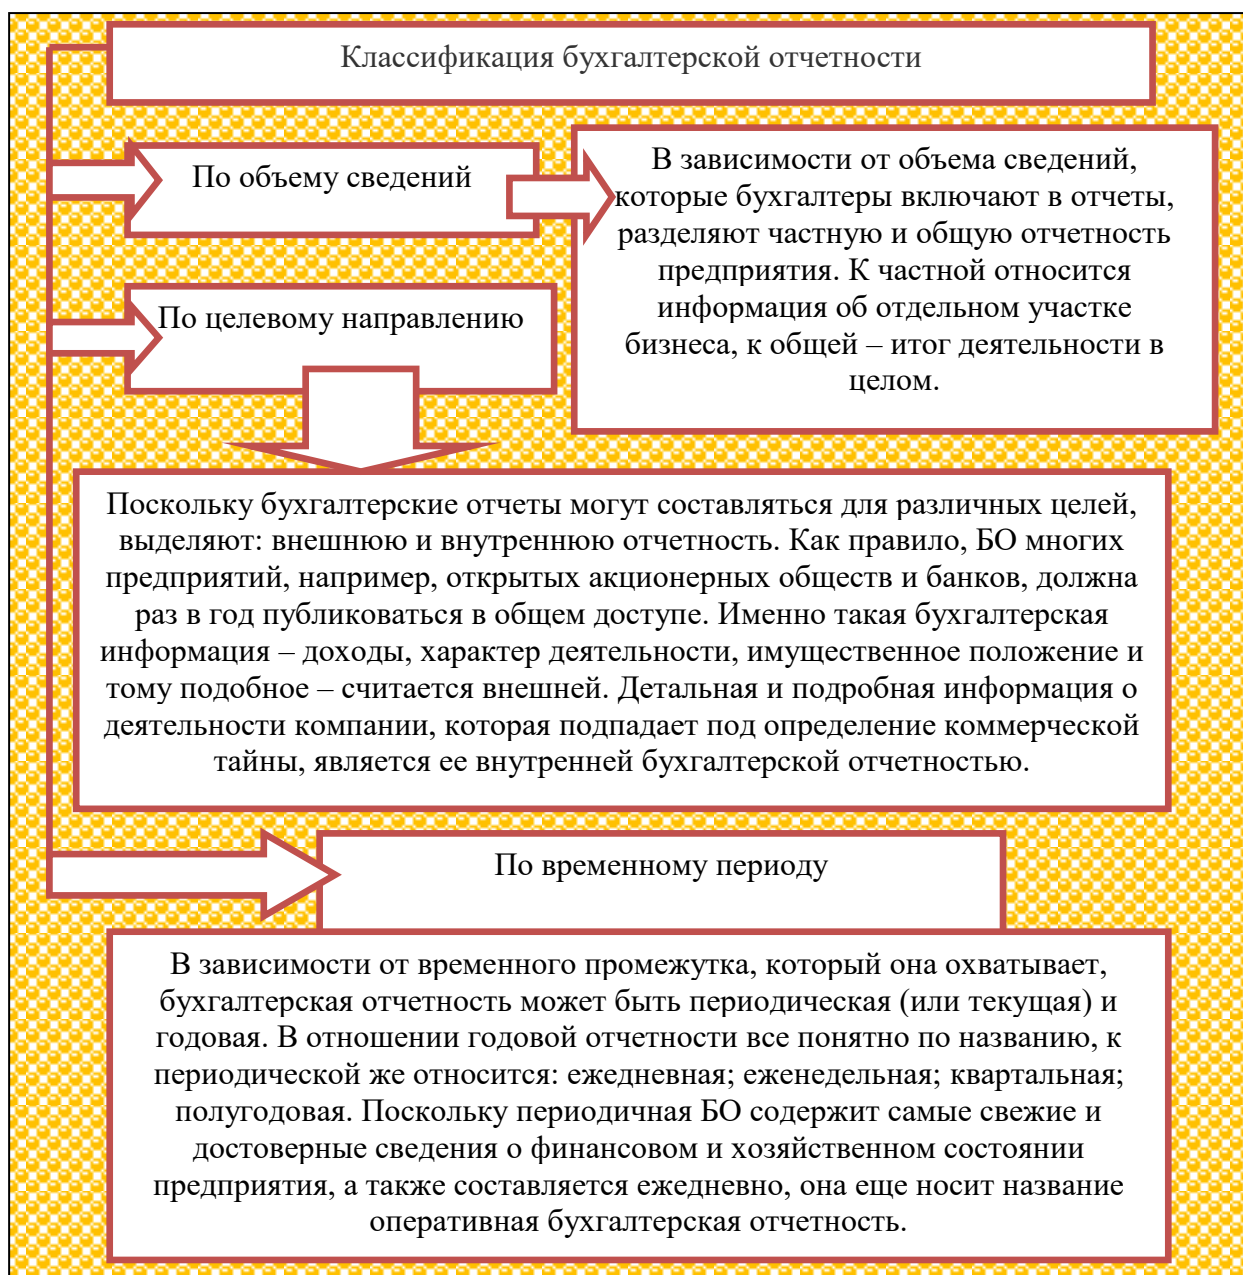 Классификация бухгалтерской отчетности
По объему сведений
В зависимости от объема сведений,
которые бухгалтеры включают в отчеты,
разделяют частную и общую отчетность
предприятия. К частной относится
информация об отдельном участке
бизнеса, к общей – итог деятельности в
целом.
По целевому направлению
Поскольку бухгалтерские отчеты могут составляться для различных целей,
выделяют: внешнюю и внутреннюю отчетность. Как правило, БО многих
предприятий, например, открытых акционерных обществ и банков, должна
раз в год публиковаться в общем доступе. Именно такая бухгалтерская
информация – доходы, характер деятельности, имущественное положение и
тому подобное – считается внешней. Детальная и подробная информация о
деятельности компании, которая подпадает под определение коммерческой
тайны, является ее внутренней бухгалтерской отчетностью.
По временному периоду
В зависимости от временного промежутка, который она охватывает,
бухгалтерская отчетность может быть периодическая (или текущая) и
годовая. В отношении годовой отчетности все понятно по названию, к
периодической же относится: ежедневная; еженедельная; квартальная;
полугодовая. Поскольку периодичная БО содержит самые свежие и
достоверные сведения о финансовом и хозяйственном состоянии
предприятия, а также составляется ежедневно, она еще носит название
оперативная бухгалтерская отчетность.